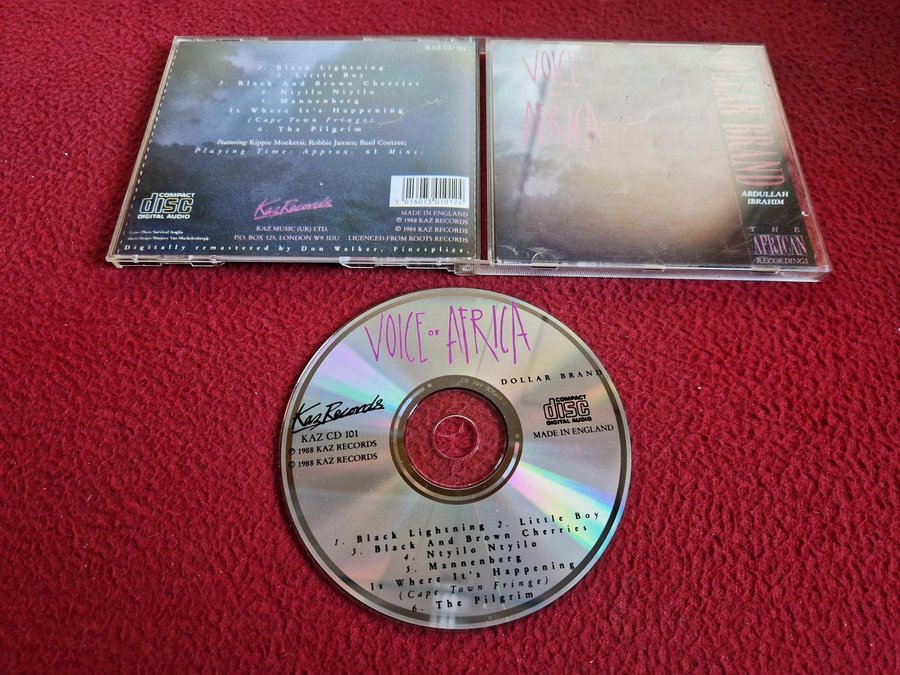 KAZ CD 101
1. Black Lightning
2. Little Boy
3. Black And Brown Cherries
4. Ntyilo Ntyilo
5. Mannenberg
Is Where It's Happening
(Cape Town Fringe)
6. The Pilgrim
Featuring: Kippie Moeketsi; Robbie Jansen; Basil Coetzee;
Playing Time: Approx: 63 Mins.
COMPACT
disc
DIGITAL AUDIO
Kaz Records
KAZ MUSIC (UK) LTD.
P.O. BOX 125, LONDON W9 3DU
5 016073 010124
MADE IN ENGLAND
℗ 1988 KAZ RECORDS
© 1988 KAZ RECORDS
LICENCED FROM ROOTS RECORDS
Digitally remastered by Don Walker, Finesplice.
VOICE
OF
AFRICA
DOLLAR BRAND
ABDULLAH
IBRAHIM
THE
AFRICAN
RECORDINGS
VOICE OF AFRICA
DOLLAR BRAND
Kaz Records
KAZ CD 101
℗ 1988 KAZ RECORDS
© 1988 KAZ RECORDS
COMPACT
disc
DIGITAL AUDIO
MADE IN ENGLAND
1. Black Lightning 2. Little Boy
3. Black And Brown Cherries
4. Ntyilo Ntyilo
5. Mannenberg
Is Where It's Happening
(Cape Town Fringe)
6. The Pilgrim